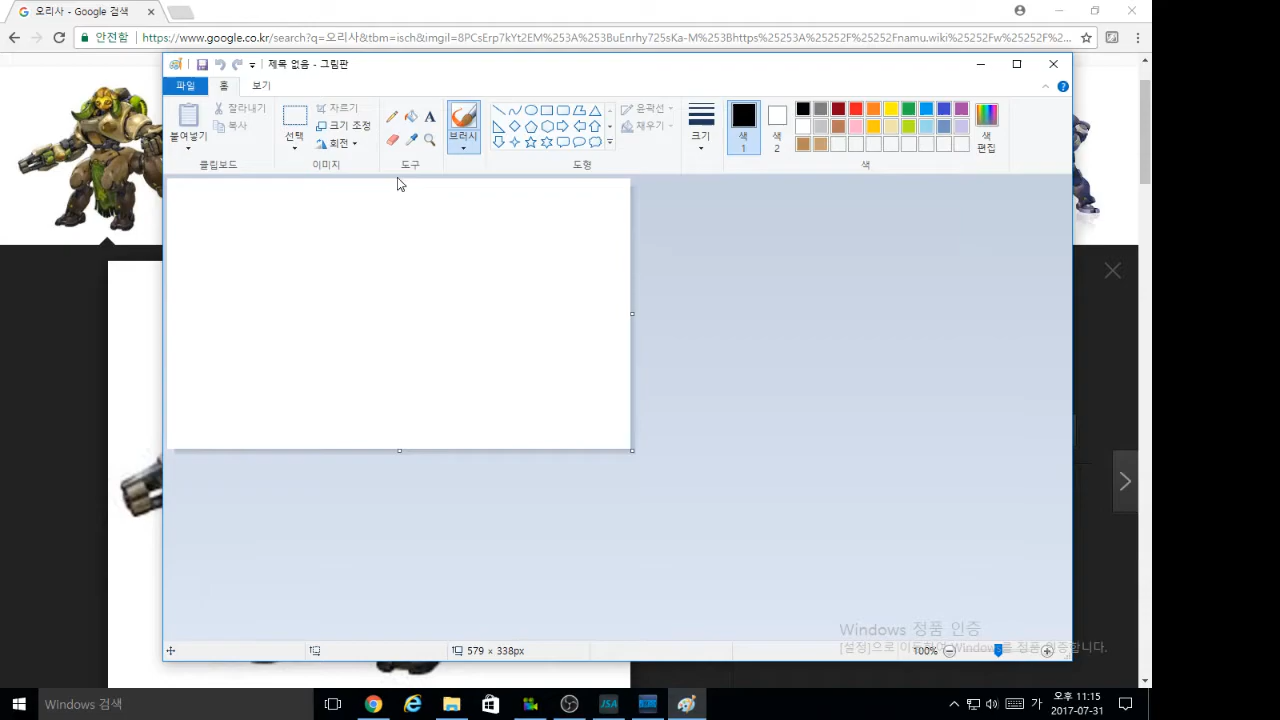 오리사 - Google 검색
안전함
https://www.google.co.kr/search?q=오리사&tbm=isch&imgil=8PCsErp7kYt2EM%253A%253BuEnrhy725sKa-M%253Bhttps%25253A%25252F%25252Fnamu.wiki%25252Fw%25252F%2...
제목 없음 - 그림판
파일
홈
보기
붙여넣기
잘라내기
복사
클립보드
선택
자르기
크기 조정
회전
이미지
도구
브러시
윤곽선
채우기
도형
크기
색
1
색
2
색
편집
색
579 × 338px
100%
Windows 정품 인증
[설정]으로 이동하여 Windows를 정품 인증합니다.
Windows 검색
JSA
가
오후 11:15
2017-07-31